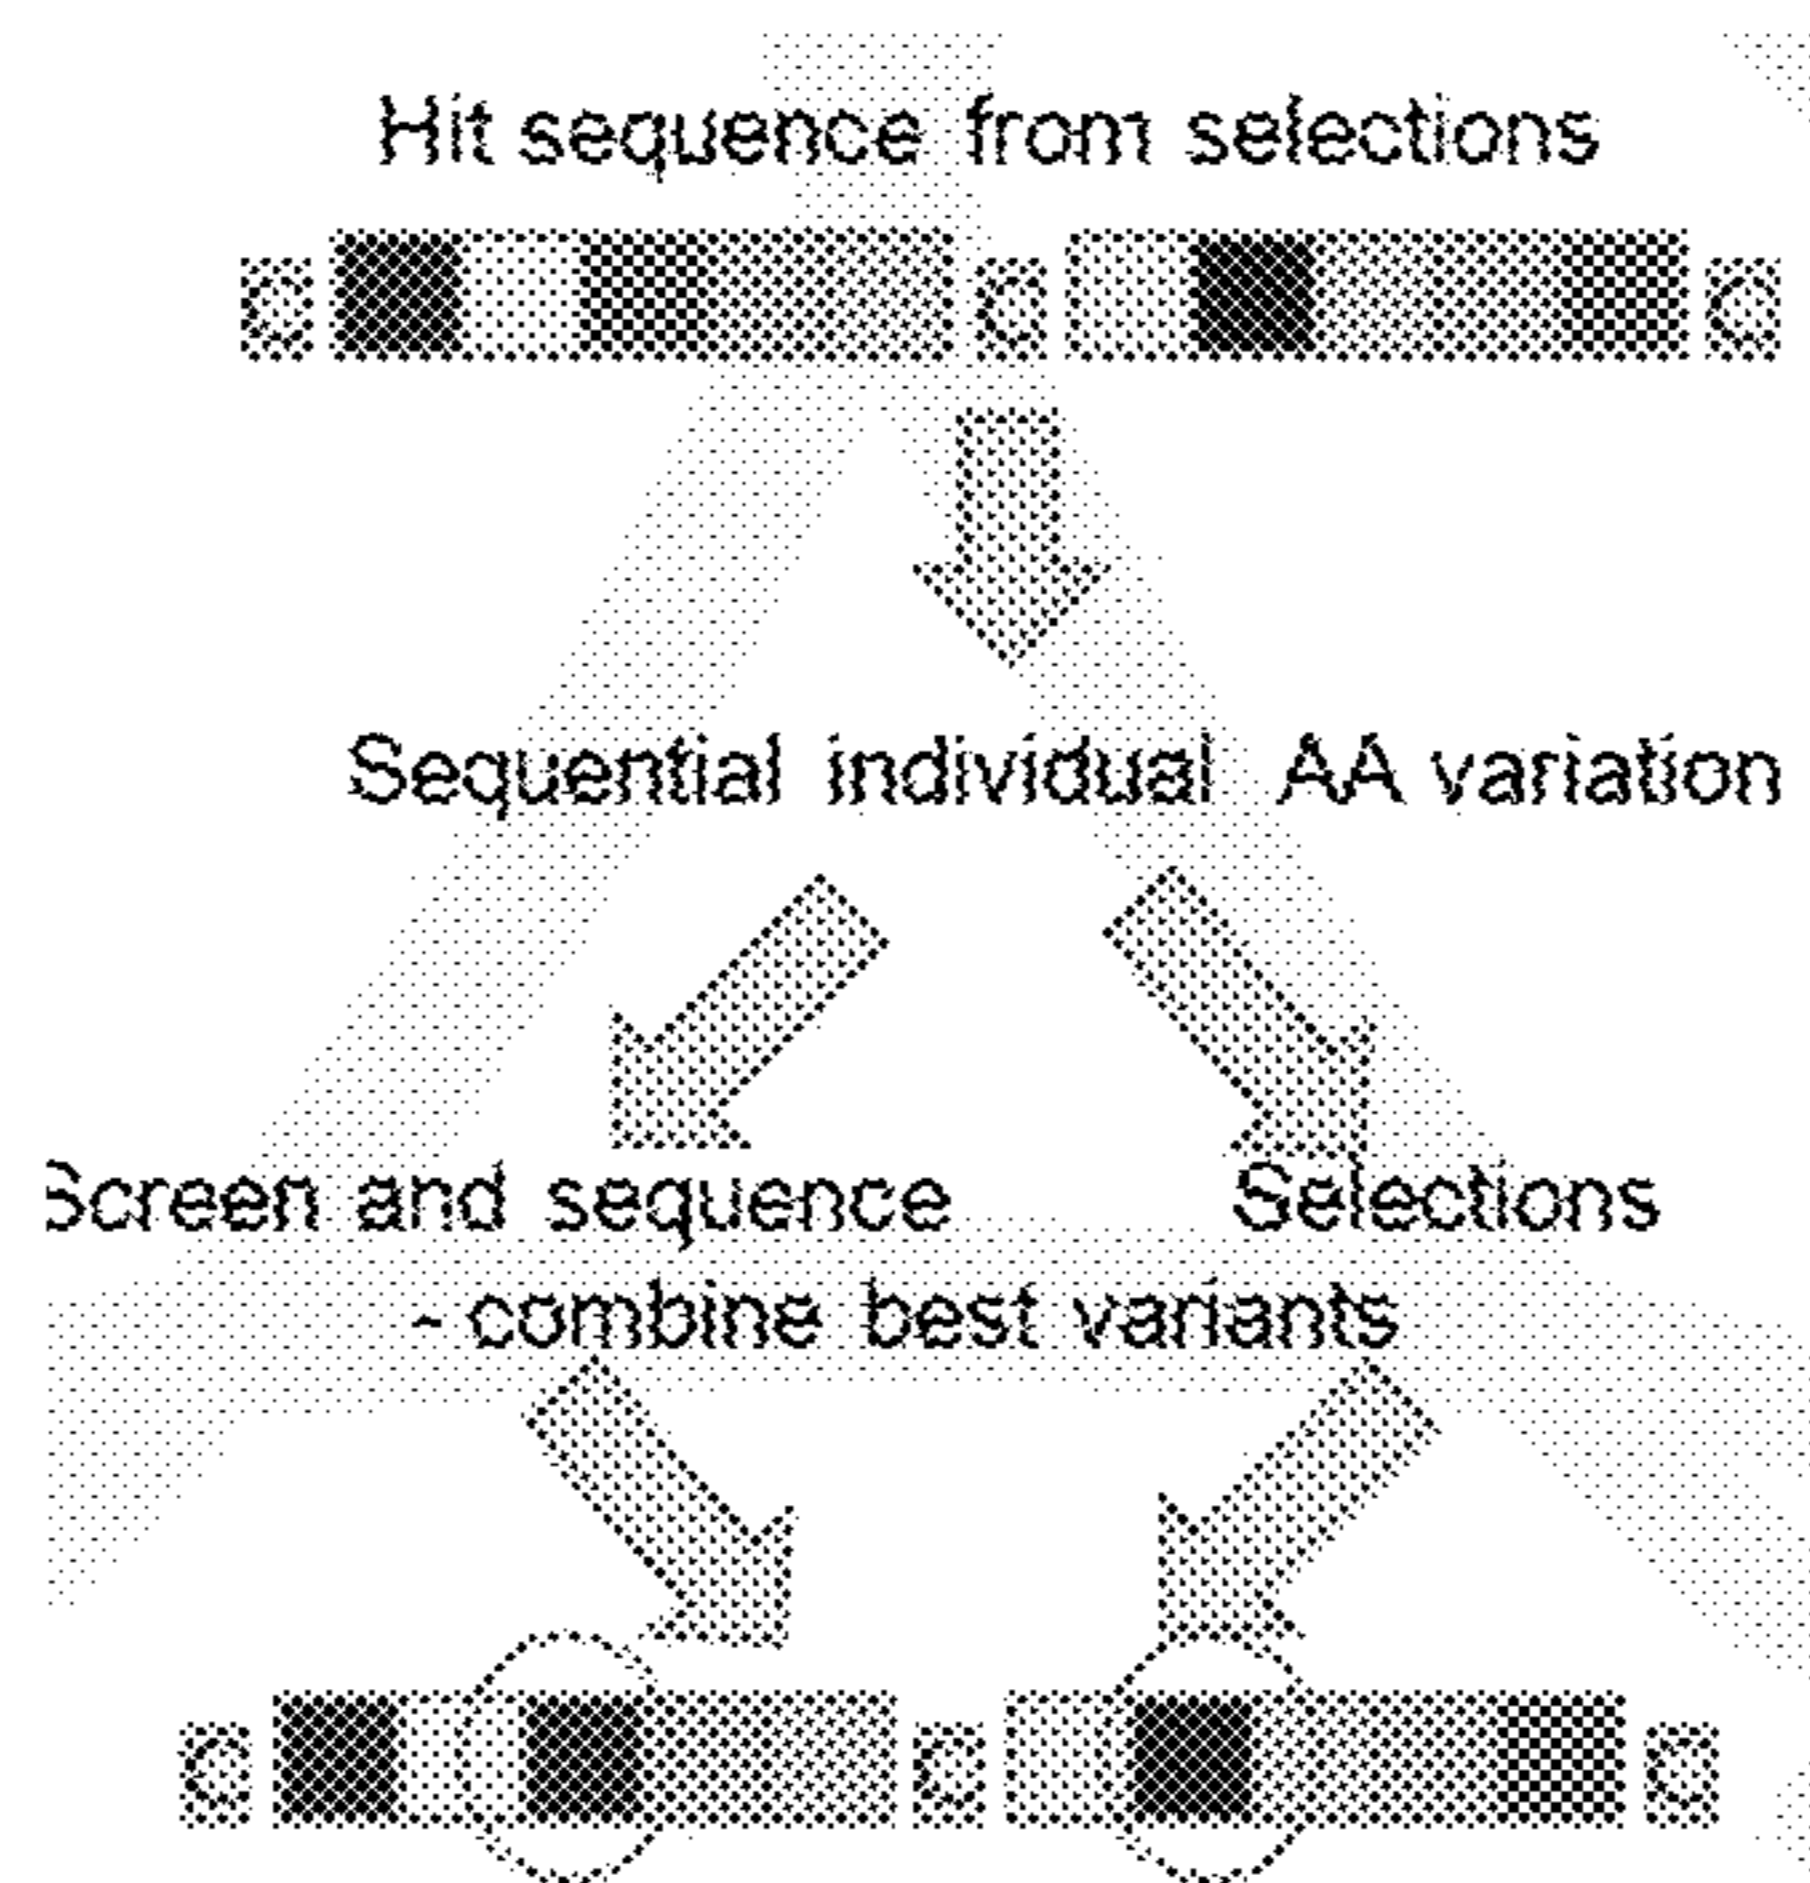 Hit sequence from selections
C C C
Sequential individual AA variation
Screen and sequence Selections
- combine best variants
C C C